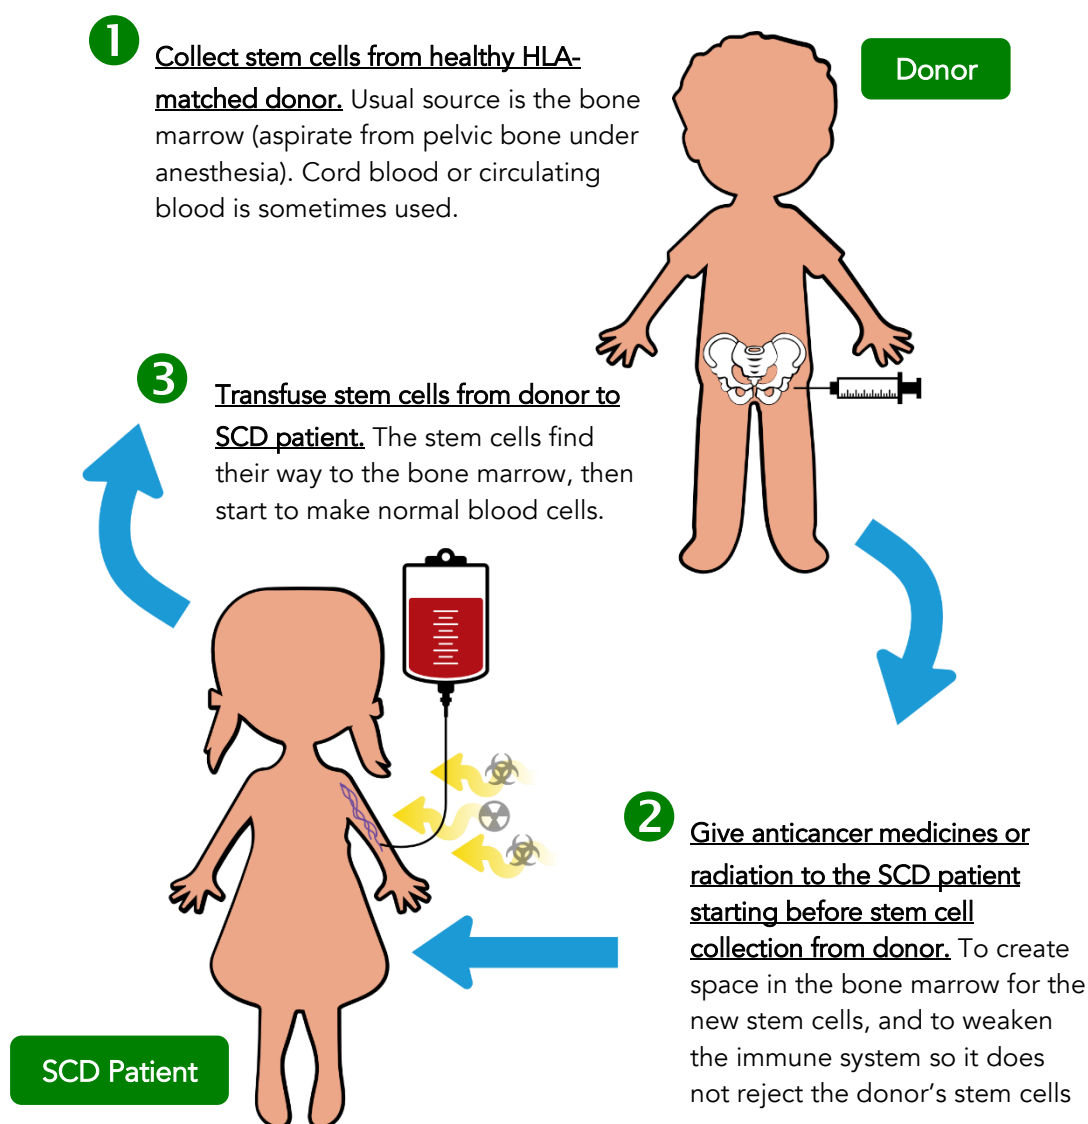 1
Collect stem cells from healthy HLA-
matched donor. Usual source is the bone
marrow (aspirate from pelvic bone under
anesthesia). Cord blood or circulating
blood is sometimes used.
Donor
3
Transfuse stem cells from donor to
SCD patient. The stem cells find
their way to the bone marrow, then
start to make normal blood cells.
2
Give anticancer medicines or
radiation to the SCD patient
starting before stem cell
collection from donor. To create
space in the bone marrow for the
new stem cells, and to weaken
the immune system so it does
not reject the donor’s stem cells
SCD Patient